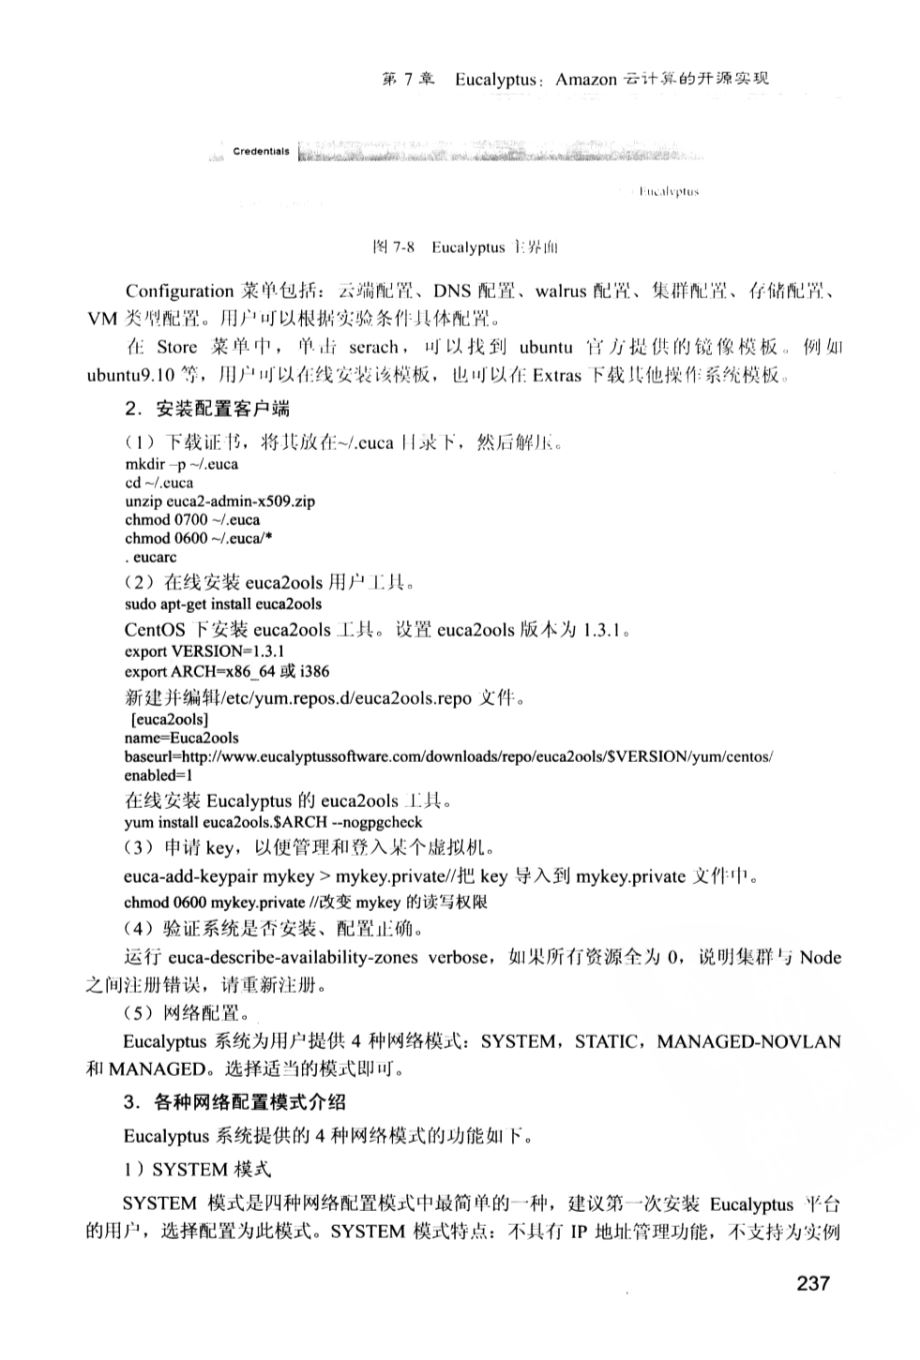 第 7 章 Eucalyptus：Amazon 云计算的开源实现
Credentials
Eucalyptus
图 7-8 Eucalyptus 主界面
Configuration 菜单包括：云端配置、DNS 配置、walrus 配置、集群配置、存储配置、
VM 类型配置。用户可以根据实验条件具体配置。
在 Store 菜单中，单击 serach，可以找到 ubuntu 官方提供的镜像模板。例如
ubuntu9.10 等，用户可以在线安装该模板，也可以在 Extras 下载其他操作系统模板。
2．安装配置客户端
（1）下载证书，将其放在~/.euca 目录下，然后解压。
mkdir –p ~/.euca
cd ~/.euca
unzip euca2-admin-x509.zip
chmod 0700 ~/.euca
chmod 0600 ~/.euca/*
. eucarc
（2）在线安装 euca2ools 用户工具。
sudo apt-get install euca2ools
CentOS 下安装 euca2ools 工具。设置 euca2ools 版本为 1.3.1。
export VERSION=1.3.1
export ARCH=x86_64 或 i386
新建并编辑/etc/yum.repos.d/euca2ools.repo 文件。
[euca2ools]
name=Euca2ools
baseurl=http://www.eucalyptussoftware.com/downloads/repo/euca2ools/$VERSION/yum/centos/
enabled=1
在线安装 Eucalyptus 的 euca2ools 工具。
yum install euca2ools.$ARCH --nogpgcheck
（3）申请 key，以便管理和登入某个虚拟机。
euca-add-keypair mykey > mykey.private//把 key 导入到 mykey.private 文件中。
chmod 0600 mykey.private //改变 mykey 的读写权限
（4）验证系统是否安装、配置正确。
运行 euca-describe-availability-zones verbose，如果所有资源全为 0，说明集群与 Node
之间注册错误，请重新注册。
（5）网络配置。
Eucalyptus 系统为用户提供 4 种网络模式：SYSTEM，STATIC，MANAGED-NOVLAN
和 MANAGED。选择适当的模式即可。
3．各种网络配置模式介绍
Eucalyptus 系统提供的 4 种网络模式的功能如下。
1）SYSTEM 模式
SYSTEM 模式是四种网络配置模式中最简单的一种，建议第一次安装 Eucalyptus 平台
的用户，选择配置为此模式。SYSTEM 模式特点：不具有 IP 地址管理功能，不支持为实例
237